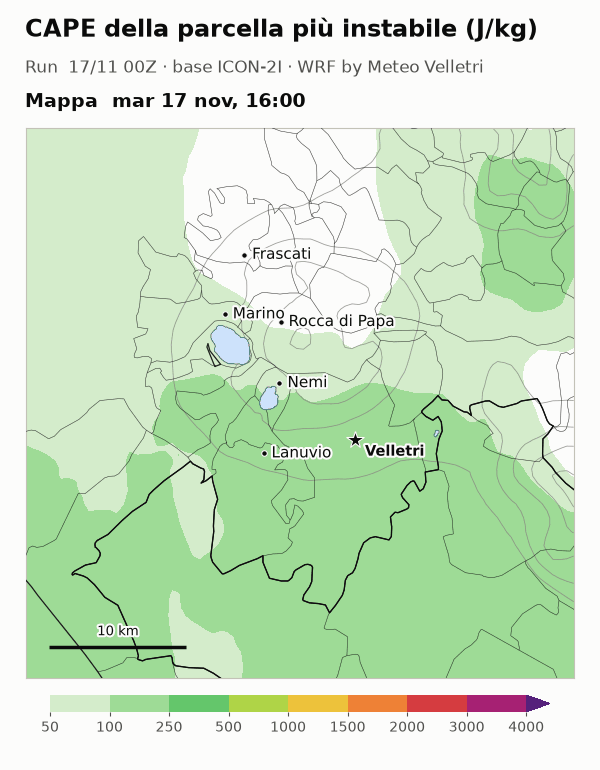 CAPE della parcella più instabile (J/kg)
Run  17/11 00Z · base ICON-2I · WRF by Meteo Velletri
Mappa  mar 17 nov, 16:00
Frascati
Marino
Rocca di Papa
Nemi
Velletri
Lanuvio
10 km
50 100 250 500 1000 1500 2000 3000 4000